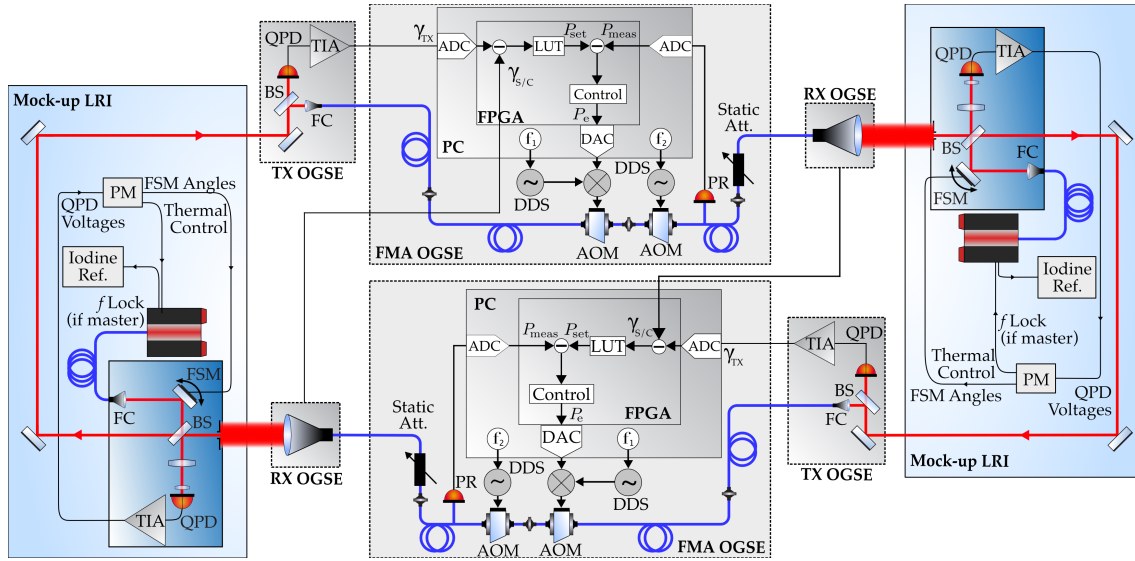 Mock-up LRI
PM
FSM Angles
QPD
Voltages
Thermal
Control
Iodine
Ref.
f Lock
(if master)
FSM
FC
BS
TIA
QPD
QPD
TIA
BS
FC
TX OGSE
RX OGSE
γTX
ADC
LUT
Pset
Pmeas
ADC
γS/C
Control
FPGA
Pe
PC
DAC
f1
f2
DDS
DDS
PR
AOM
AOM
Static
Att.
FMA OGSE
PC
Pmeas
Pset
γS/C
ADC
LUT
ADC
γTX
Control
Pe
FPGA
DAC
f2
f1
DDS
DDS
Static
Att.
PR
AOM
AOM
FMA OGSE
RX OGSE
TIA
QPD
BS
FC
TX OGSE
QPD
TIA
BS
FC
FSM
Iodine
Ref.
f Lock
(if master)
Thermal
Control
FSM Angles
PM
QPD
Voltages
Mock-up LRI